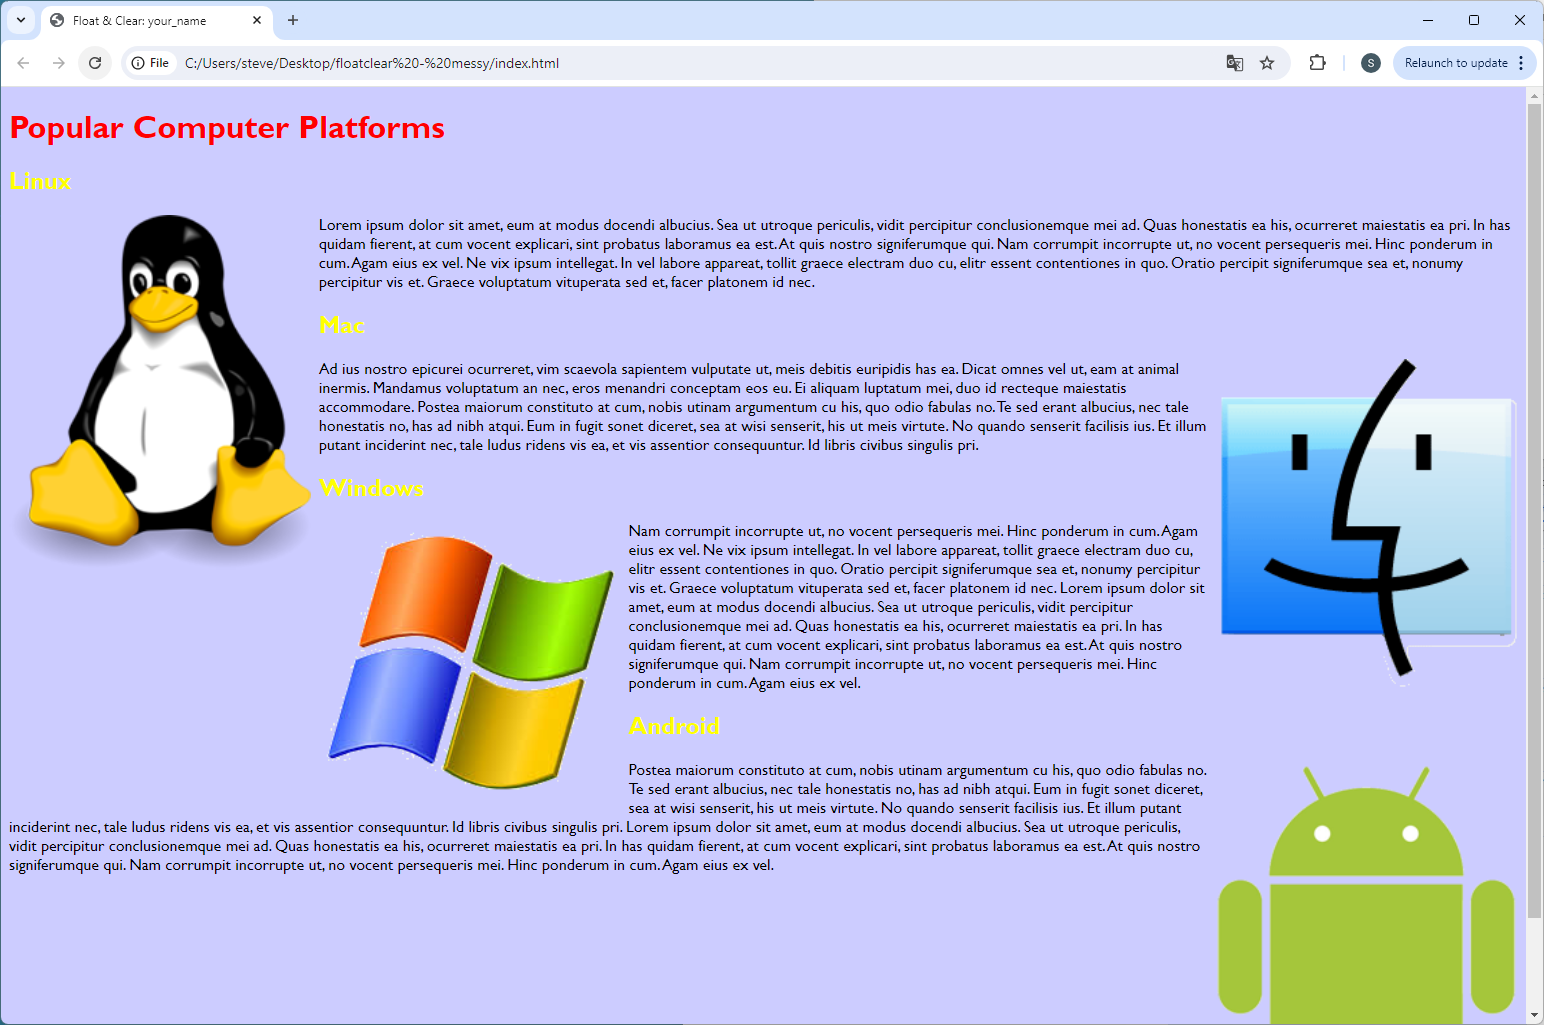 Float & Clear: your_name
File
C:/Users/steve/Desktop/floatclear%20-%20messy/index.html
S
Relaunch to update
Popular Computer Platforms
Linux
Lorem ipsum dolor sit amet, eum at modus docendi albucius. Sea ut utroque periculis, vidit percipitur conclusionemque mei ad. Quas honestatis ea his, ocurreret maiestatis ea pri. In has
quidam fierent, at cum vocent explicari, sint probatus laboramus ea est. At quis nostro signiferumque qui. Nam corrumpit incorrupte ut, no vocent persequeris mei. Hinc ponderum in
cum. Agam eius ex vel. Ne vix ipsum intellegat. In vel labore appareat, tollit graece electram duo cu, elitr essent contentiones in quo. Oratio percipit signiferumque sea et, nonumy
percipitur vis et. Graece voluptatum vituperata sed et, facer platonem id nec.
Mac
Ad ius nostro epicurei ocurreret, vim scaevola sapientem vulputate ut, meis debitis euripidis has ea. Dicat omnes vel ut, eam at animal
inermis. Mandamus voluptatum an nec, eros menandri conceptam eos eu. Ei aliquam luptatum mei, duo id recteque maiestatis
accommodare. Postea maiorum constituto at cum, nobis utinam argumentum cu his, quo odio fabulas no. Te sed erant albucius, nec tale
honestatis no, has ad nibh atqui. Eum in fugit sonet diceret, sea at wisi senserit, his ut meis virtute. No quando senserit facilisis ius. Et illum
putant inciderint nec, tale ludus ridens vis ea, et vis assentior consequuntur. Id libris civibus singulis pri.
Windows
Nam corrumpit incorrupte ut, no vocent persequeris mei. Hinc ponderum in cum. Agam
eius ex vel. Ne vix ipsum intellegat. In vel labore appareat, tollit graece electram duo cu,
elitr essent contentiones in quo. Oratio percipit signiferumque sea et, nonumy percipitur
vis et. Graece voluptatum vituperata sed et, facer platonem id nec. Lorem ipsum dolor sit
amet, eum at modus docendi albucius. Sea ut utroque periculis, vidit percipitur
conclusionemque mei ad. Quas honestatis ea his, ocurreret maiestatis ea pri. In has
quidam fierent, at cum vocent explicari, sint probatus laboramus ea est. At quis nostro
signiferumque qui. Nam corrumpit incorrupte ut, no vocent persequeris mei. Hinc
ponderum in cum. Agam eius ex vel.
Android
Postea maiorum constituto at cum, nobis utinam argumentum cu his, quo odio fabulas no.
Te sed erant albucius, nec tale honestatis no, has ad nibh atqui. Eum in fugit sonet diceret,
sea at wisi senserit, his ut meis virtute. No quando senserit facilisis ius. Et illum putant
inciderint nec, tale ludus ridens vis ea, et vis assentior consequuntur. Id libris civibus singulis pri. Lorem ipsum dolor sit amet, eum at modus docendi albucius. Sea ut utroque periculis,
vidit percipitur conclusionemque mei ad. Quas honestatis ea his, ocurreret maiestatis ea pri. In has quidam fierent, at cum vocent explicari, sint probatus laboramus ea est. At quis nostro
signiferumque qui. Nam corrumpit incorrupte ut, no vocent persequeris mei. Hinc ponderum in cum. Agam eius ex vel.